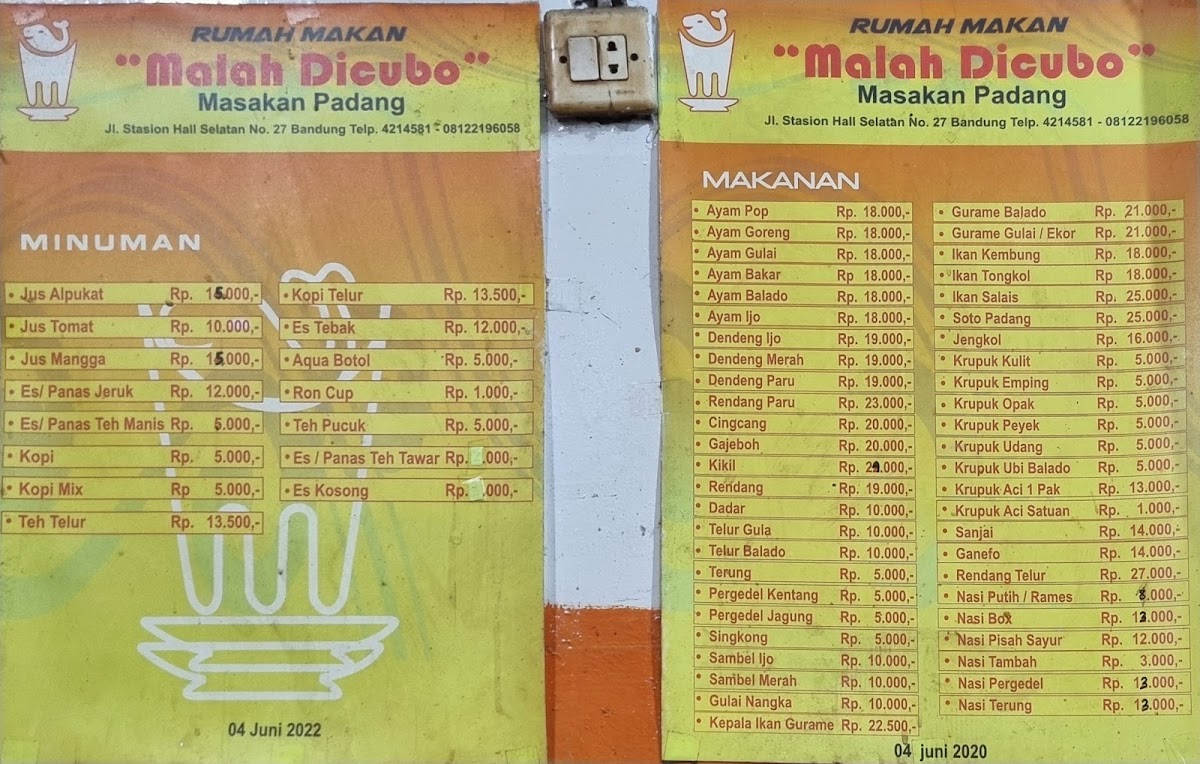 RUMAH MAKAN
"Malah Dicubo"
Masakan Padang
Jl. Stasion Hall Selatan No. 27 Bandung Telp. 4214581 - 08122196058
MINUMAN
• Jus Alpukat Rp. 15.000,-
• Jus Tomat Rp. 10.000,-
• Jus Mangga Rp. 15.000,-
• Es/ Panas Jeruk Rp. 12.000,-
• Es/ Panas Teh Manis Rp. 5.000,-
• Kopi Rp. 5.000,-
• Kopi Mix Rp 5.000,-
• Teh Telur Rp. 13.500,-
• Kopi Telur Rp. 13.500,-
• Es Tebak Rp. 12.000,-
• Aqua Botol Rp. 5.000,-
• Ron Cup Rp. 1.000,-
• Teh Pucuk Rp. 5.000,-
• Es / Panas Teh Tawar Rp. .000,-
• Es Kosong Rp. .000,-
04 Juni 2022
RUMAH MAKAN
"Malah Dicubo"
Masakan Padang
Jl. Stasion Hall Selatan No. 27 Bandung Telp. 4214581 - 08122196058
MAKANAN
• Ayam Pop Rp. 18.000,-
• Ayam Goreng Rp. 18.000,-
• Ayam Gulai Rp. 18.000,-
• Ayam Bakar Rp. 18.000,-
• Ayam Balado Rp. 18.000,-
• Ayam Ijo Rp. 18.000,-
• Dendeng Ijo Rp. 19.000,-
• Dendeng Merah Rp. 19.000,-
• Dendeng Paru Rp. 19.000,-
• Rendang Paru Rp. 23.000,-
• Cingcang Rp. 20.000,-
• Gajeboh Rp. 20.000,-
• Kikil Rp.
• Rendang Rp. 19.000,-
• Dadar Rp. 10.000,-
• Telur Gula Rp. 10.000,-
• Telur Balado Rp. 10.000,-
• Terung Rp. 5.000,-
• Pergedel Kentang Rp. 5.000,-
• Pergedel Jagung Rp. 5.000,-
• Singkong Rp. 5.000,-
• Sambel Ijo Rp. 10.000,-
• Sambel Merah Rp. 10.000,-
• Gulai Nangka Rp. 10.000,-
• Kepala Ikan Gurame Rp. 22.500,-
• Gurame Balado Rp. 21.000,-
• Gurame Gulai / Ekor Rp. 21.000,-
• Ikan Kembung Rp. 18.000,-
• Ikan Tongkol Rp 18.000,-
• Ikan Salais Rp. 25.000,-
• Soto Padang Rp. 25.000,-
• Jengkol Rp. 16.000,-
• Krupuk Kulit Rp. 5.000,-
• Krupuk Emping Rp. 5.000,-
• Krupuk Opak Rp. 5.000,-
• Krupuk Peyek Rp. 5.000,-
• Krupuk Udang Rp. 5.000,-
• Krupuk Ubi Balado Rp. 5.000,-
• Krupuk Aci 1 Pak Rp. 13.000,-
• Krupuk Aci Satuan Rp. 1.000,-
• Sanjai Rp. 14.000,-
• Ganefo Rp. 14.000,-
• Rendang Telur Rp. 27.000,-
• Nasi Putih / Rames Rp. 8.000,-
• Nasi Box Rp. 13.000,-
• Nasi Pisah Sayur Rp. 12.000,-
• Nasi Tambah Rp. 3.000,-
• Nasi Pergedel Rp. 13.000,-
• Nasi Terung Rp. 13.000,-
04 juni 2020